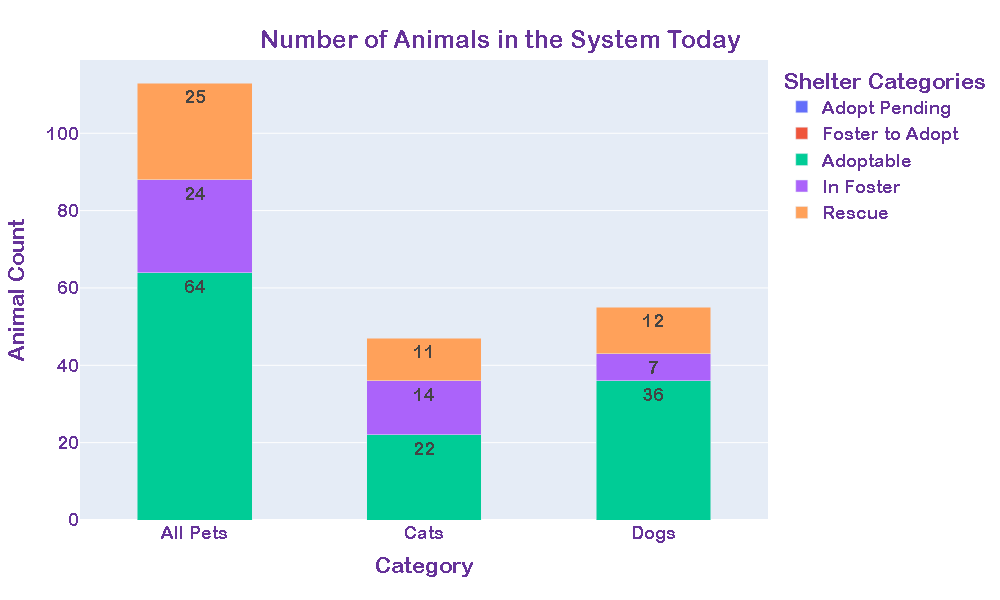 Number of Animals in the System Today
Shelter Categories
Adopt Pending
Foster to Adopt
Adoptable
In Foster
Rescue
Animal Count
100
80
60
40
20
0
25
24
64
11
14
22
12
7
36
All Pets
Cats
Dogs
Category